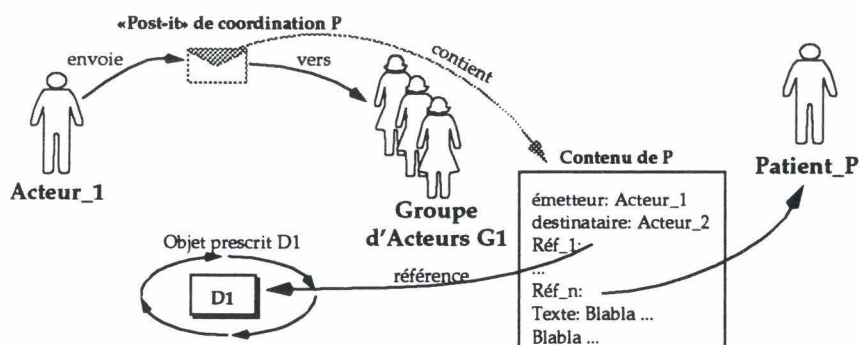 «Post-it» de coordination P
envoie
vers
contient
Acteur_1
Groupe
d'Acteurs G1
Contenu de P
Patient_P
émetteur: Acteur_1
destinataire: Acteur_2
Réf_1:
...
Réf_n:
Texte: Blabla ...
Blabla ...
référence
Objet prescrit D1
D1